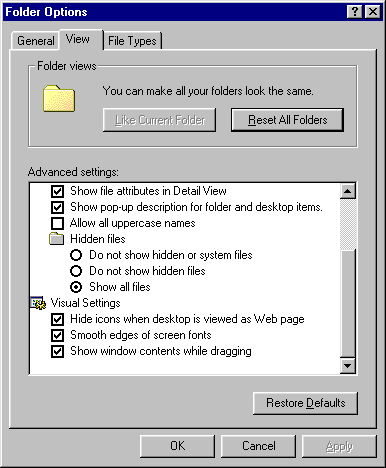 Folder Options
General View File Types
Folder views
You can make all your folders look the same.
Like Current Folder Reset All Folders
Advanced settings:
Show file attributes in Detail View
Show pop-up description for folder and desktop items.
Allow all uppercase names
Hidden files
Do not show hidden or system files
Do not show hidden files
Show all files
Visual Settings
Hide icons when desktop is viewed as Web page
Smooth edges of screen fonts
Show window contents while dragging
Restore Defaults
OK Cancel Apply